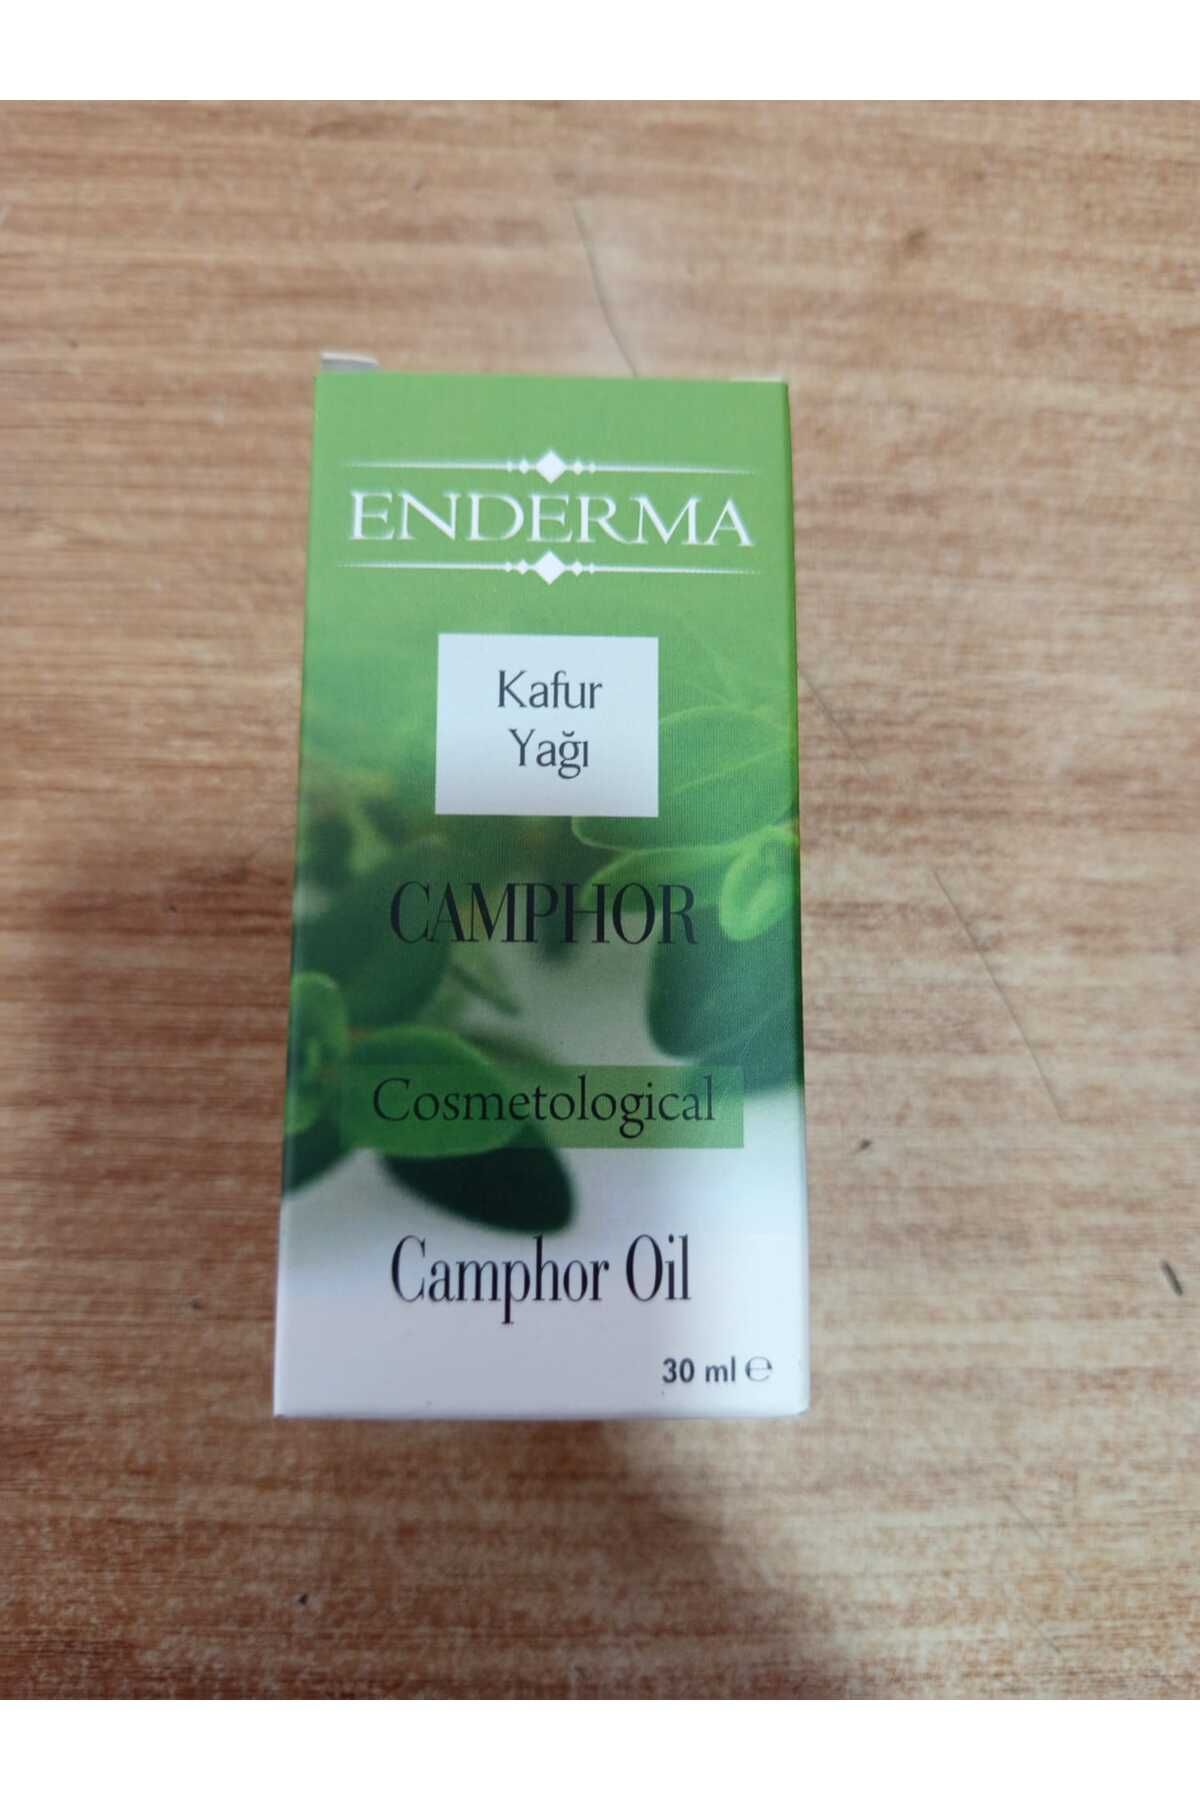 ENDERMA
Kafur
Yağı
CAMPHOR
Cosmetological
Camphor Oil
30 ml ℮